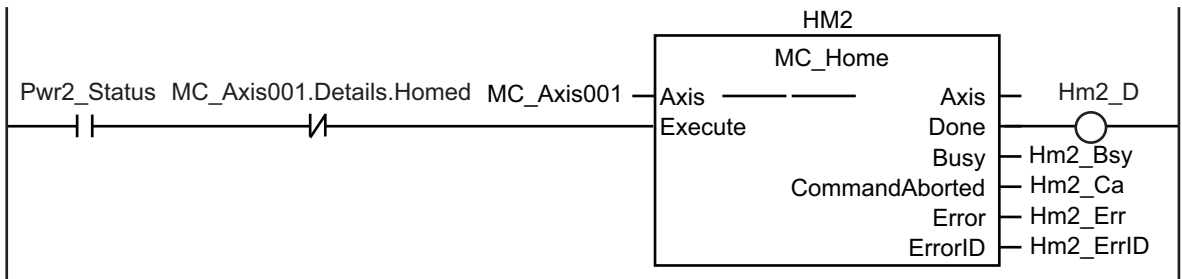 HM2
MC_Home
Pwr2_Status MC_Axis001.Details.Homed MC_Axis001 Axis Axis Hm2_D
Execute Done
Busy Hm2_Bsy
CommandAborted Hm2_Ca
Error Hm2_Err
ErrorID Hm2_ErrID